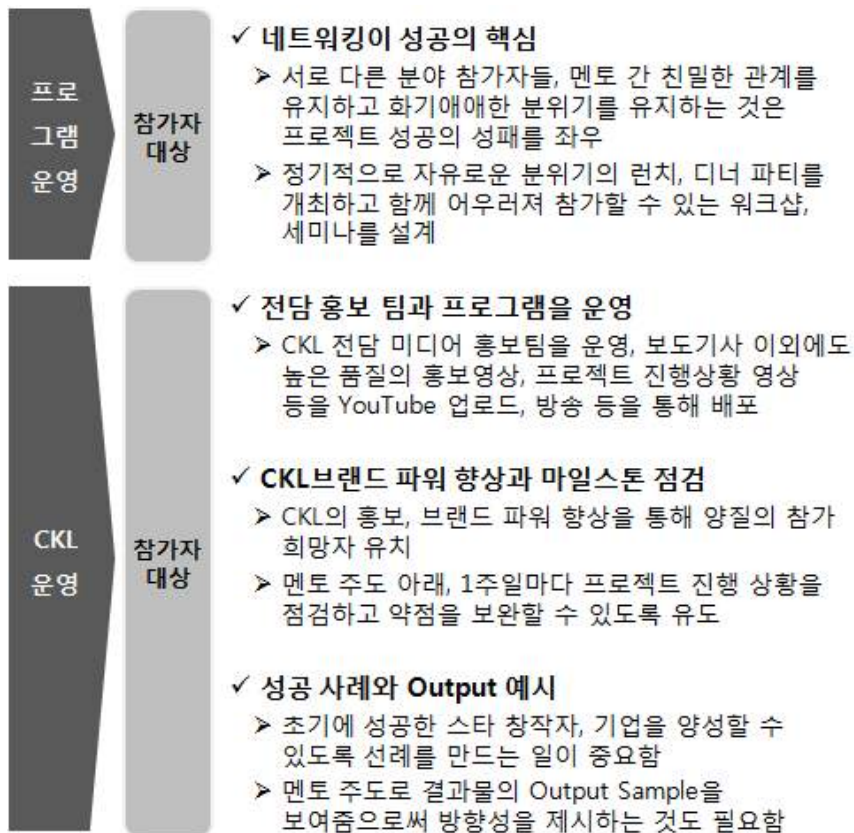 프로
그램
운영
참가자
대상
✓ 네트워킹이 성공의 핵심
➢ 서로 다른 분야 참가자들, 멘토 간 친밀한 관계를
유지하고 화기애애한 분위기를 유지하는 것은
프로젝트 성공의 성패를 좌우
➢ 정기적으로 자유로운 분위기의 런치, 디너 파티를
개최하고 함께 어우러져 참가할 수 있는 워크샵,
세미나를 설계
CKL
운영
참가자
대상
✓ 전담 홍보 팀과 프로그램을 운영
➢ CKL 전담 미디어 홍보팀을 운영, 보도기사 이외에도
높은 품질의 홍보영상, 프로젝트 진행상황 영상
등을 YouTube 업로드, 방송 등을 통해 배포
✓ CKL브랜드 파워 향상과 마일스톤 점검
➢ CKL의 홍보, 브랜드 파워 향상을 통해 양질의 참가
희망자 유치
➢ 멘토 주도 아래, 1주일마다 프로젝트 진행 상황을
점검하고 약점을 보완할 수 있도록 유도
✓ 성공 사례와 Output 예시
➢ 초기에 성공한 스타 창작자, 기업을 양성할 수
있도록 선례를 만드는 일이 중요함
➢ 멘토 주도로 결과물의 Output Sample을
보여줌으로써 방향성을 제시하는 것도 필요함